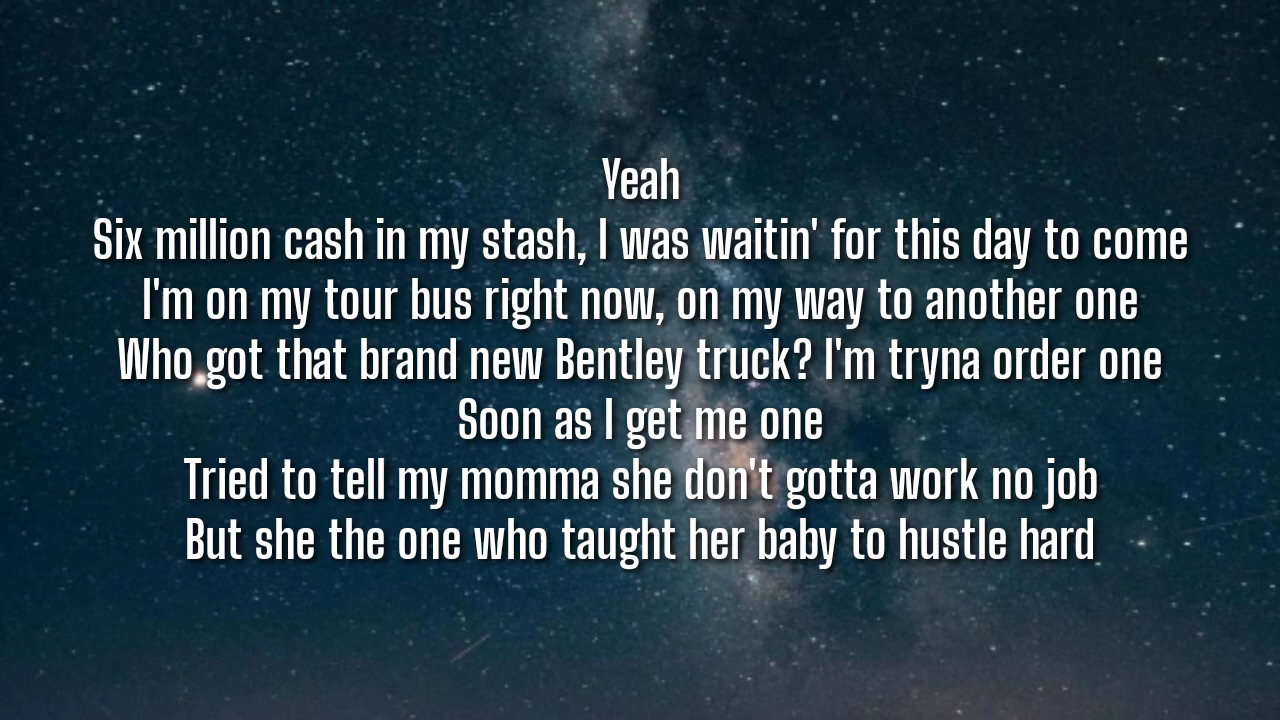 Yeah
Six million cash in my stash, I was waitin' for this day to come
I'm on my tour bus right now, on my way to another one
Who got that brand new Bentley truck? I'm tryna order one
Soon as I get me one
Tried to tell my momma she don't gotta work no job
But she the one who taught her baby to hustle hard